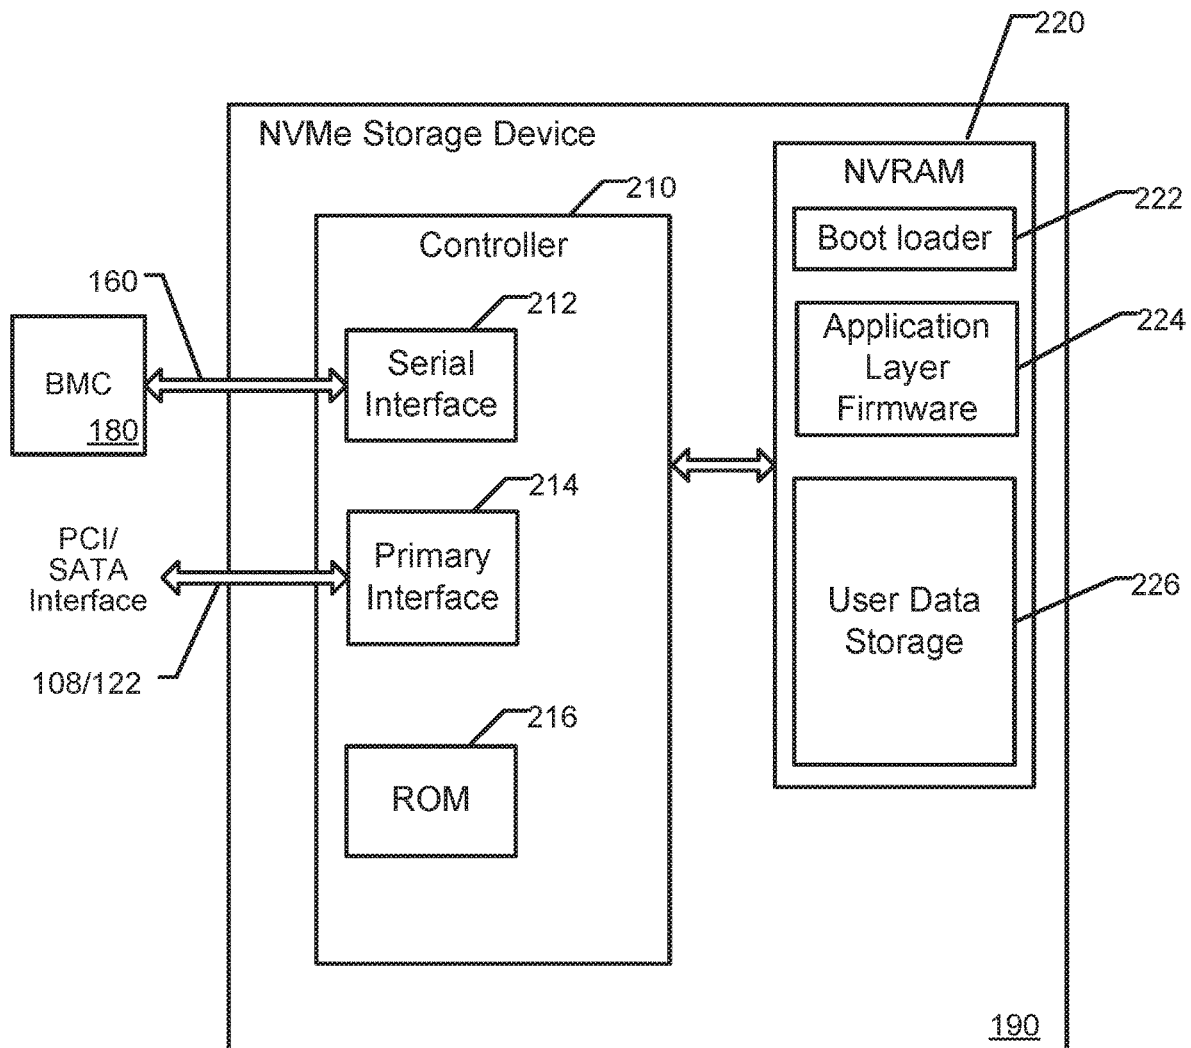 220
NVMe Storage Device
NVRAM
210
222
Controller
Boot loader
160
212
224
Application
Layer
Firmware
BMC
180
Serial
Interface
214
PCI/
SATA
Interface
Primary
Interface
226
User Data
Storage
108/122
216
ROM
190